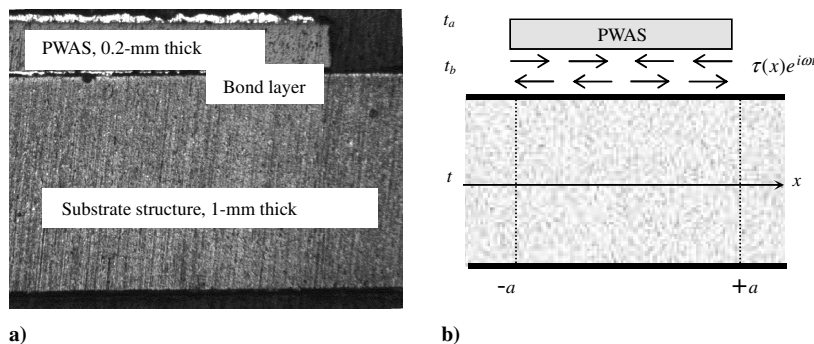 PWAS, 0.2-mm thick
Bond layer
Substrate structure, 1-mm thick
a)
t_a
PWAS
t_b
τ(x)e^{iωt}
t
x
-a
+a
b)